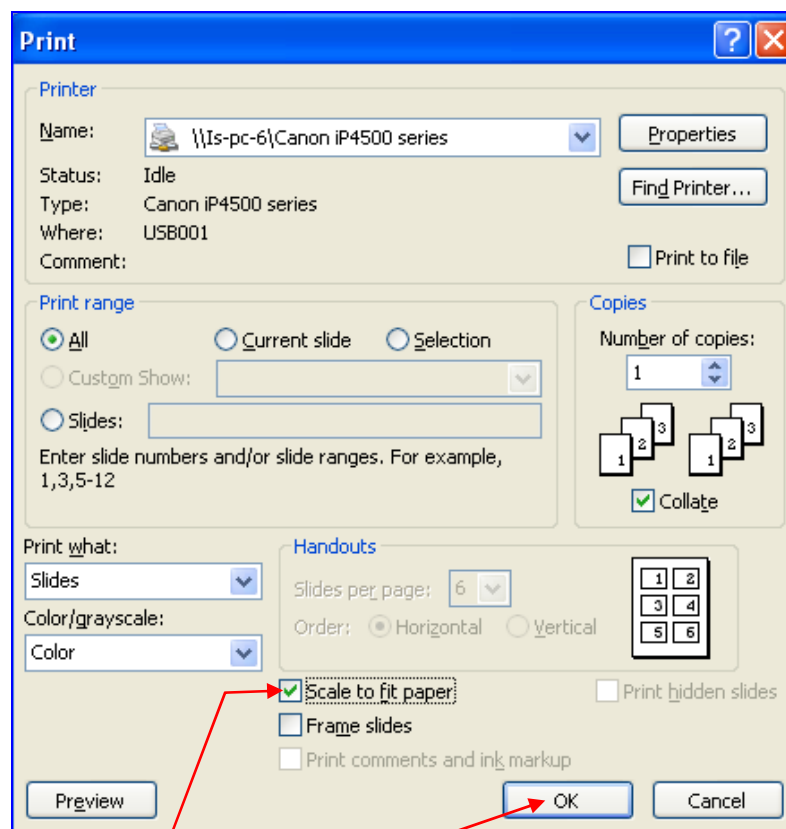 Print
Printer
Name: \\Is-pc-6\Canon iP4500 series Properties
Status: Idle
Find Printer...
Type: Canon iP4500 series
Where: USB001
Comment: Print to file
Print range
All Current slide Selection
Custom Show:
Slides:
Enter slide numbers and/or slide ranges. For example,
1,3,5-12
Copies
Number of copies:
1
1 2 3 1 2 3
Collate
Print what:
Slides
Color/grayscale:
Color
Handouts
Slides per page: 6
Order: Horizontal Vertical
1 2
3 4
5 6
Scale to fit paper Print hidden slides
Frame slides
Print comments and ink markup
Preview OK Cancel